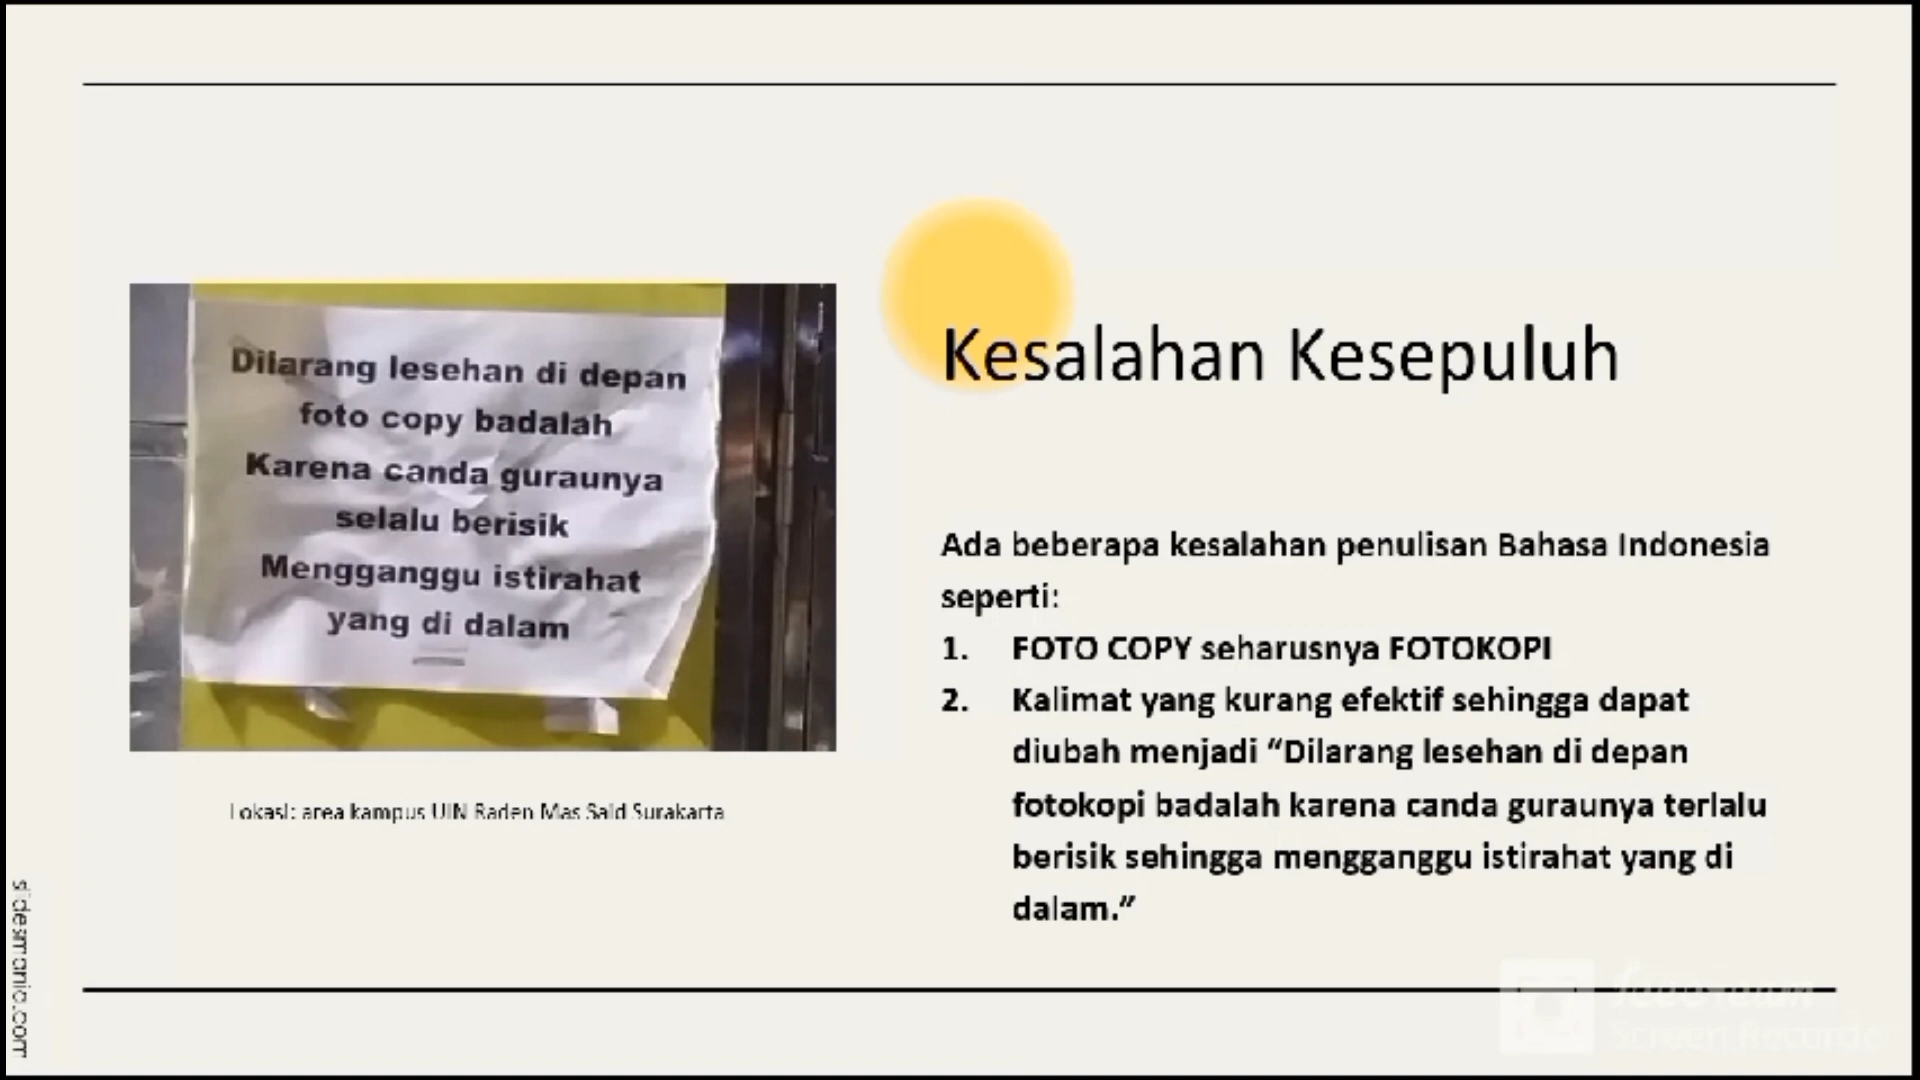 Dilarang lesehan di depan
foto copy badalah
Karena canda guraunya
selalu berisik
Mengganggu istirahat
yang di dalam
Lokasi: area kampus UIN Raden Mas Said Surakarta
Kesalahan Kesepuluh
Ada beberapa kesalahan penulisan Bahasa Indonesia
seperti:
1. FOTO COPY seharusnya FOTOKOPI
2. Kalimat yang kurang efektif sehingga dapat
diubah menjadi “Dilarang lesehan di depan
fotokopi badalah karena canda guraunya terlalu
berisik sehingga mengganggu istirahat yang di
dalam.”
slidesmania.com
Screen Recorder